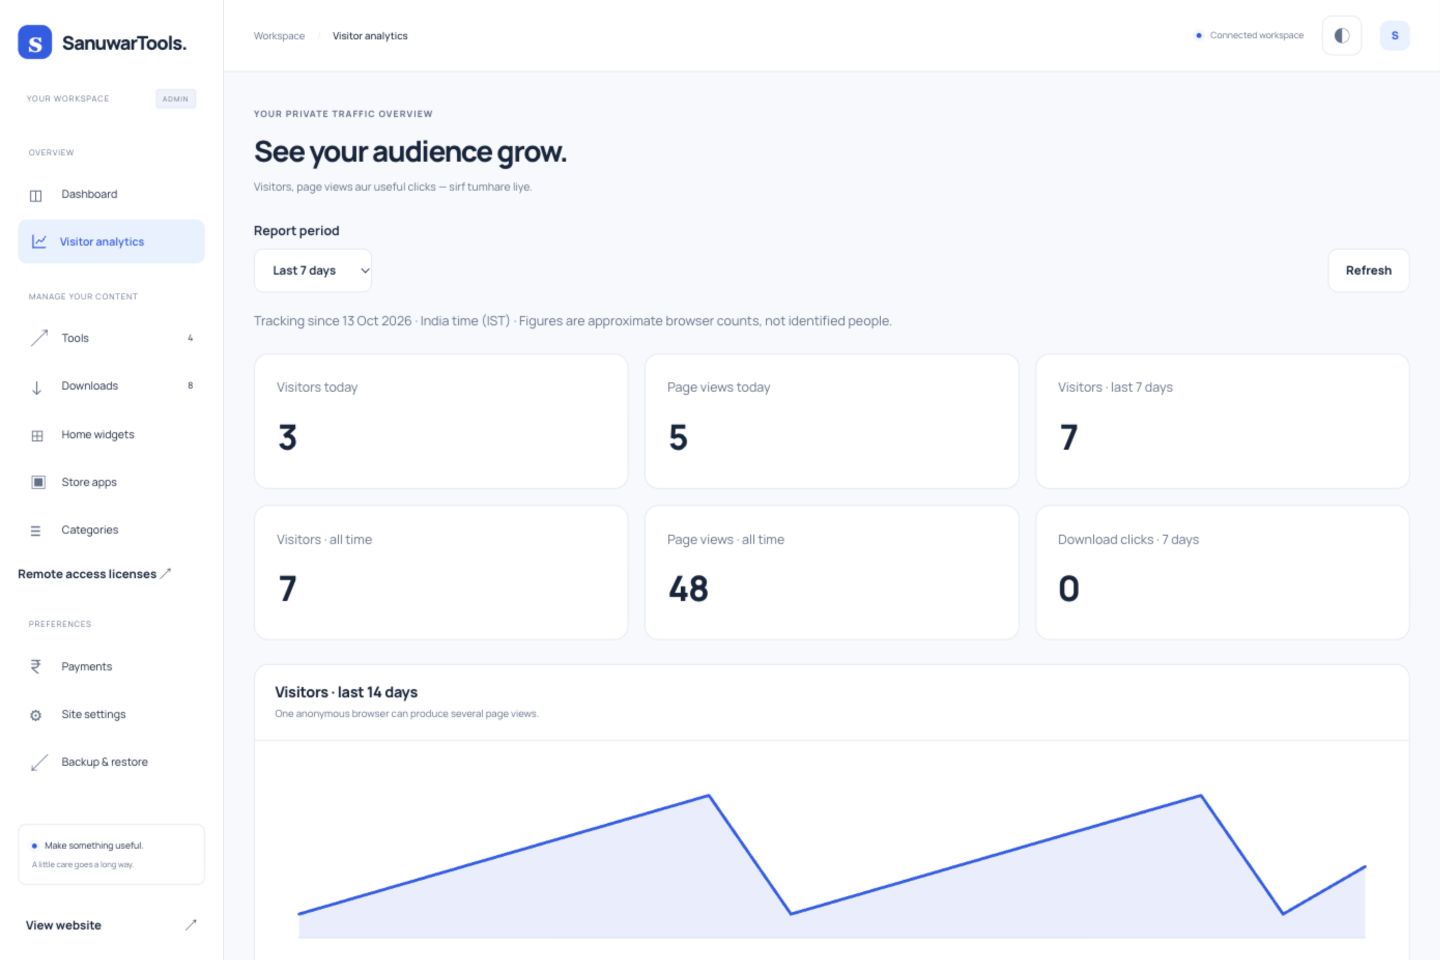 S SanuwarTools.
YOUR WORKSPACE ADMIN
OVERVIEW
Dashboard
Visitor analytics
MANAGE YOUR CONTENT
Tools 4
Downloads 8
Home widgets
Store apps
Categories
Remote access licenses ↗
PREFERENCES
₹ Payments
Site settings
Backup & restore
Make something useful.
A little care goes a long way.
View website ↗
Workspace / Visitor analytics
Connected workspace
S
YOUR PRIVATE TRAFFIC OVERVIEW
See your audience grow.
Visitors, page views aur useful clicks — sirf tumhare liye.
Report period
Last 7 days
Refresh
Tracking since 13 Oct 2026 · India time (IST) · Figures are approximate browser counts, not identified people.
Visitors today
3
Page views today
5
Visitors · last 7 days
7
Visitors · all time
7
Page views · all time
48
Download clicks · 7 days
0
Visitors · last 14 days
One anonymous browser can produce several page views.